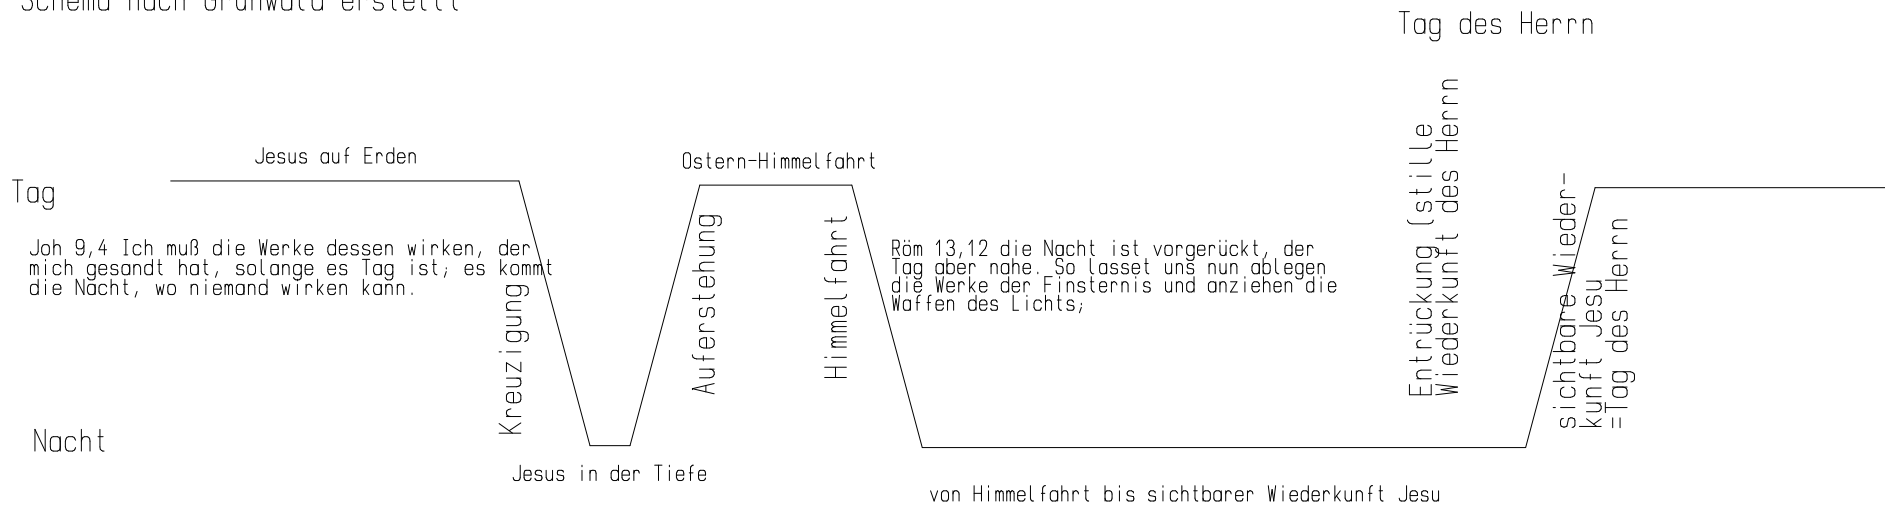 Schema nach Grunwald erstellt
Tag des Herrn
Jesus auf Erden
Ostern-Himmelfahrt
Tag
Joh 9,4 Ich muß die Werke dessen wirken, der
mich gesandt hat, solange es Tag ist; es kommt
die Nacht, wo niemand wirken kann.
Kreuzigung
Auferstehung
Himmelfahrt
Röm 13,12 die Nacht ist vorgerückt, der
Tag aber nahe. So lasset uns nun ablegen
die Werke der Finsternis und anziehen die
Waffen des Lichts;
Entrückung (stille
Wiederkunft des Herrn
sichtbare Wieder-
kunft Jesu
=Tag des Herrn
Nacht
Jesus in der Tiefe
von Himmelfahrt bis sichtbarer Wiederkunft Jesu